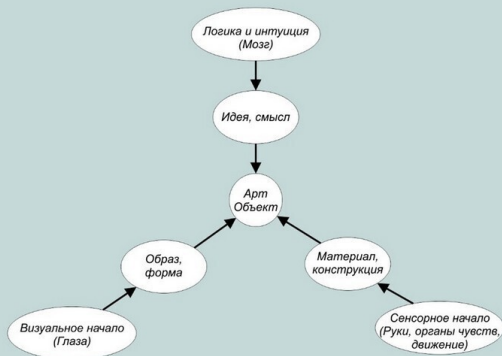 Логика и интуиция
(Мозг)
Идея, смысл
Арт
Объект
Образ,
форма
Материал,
конструкция
Визуальное начало
(Глаза)
Сенсорное начало
(Руки, органы чувств,
движение)